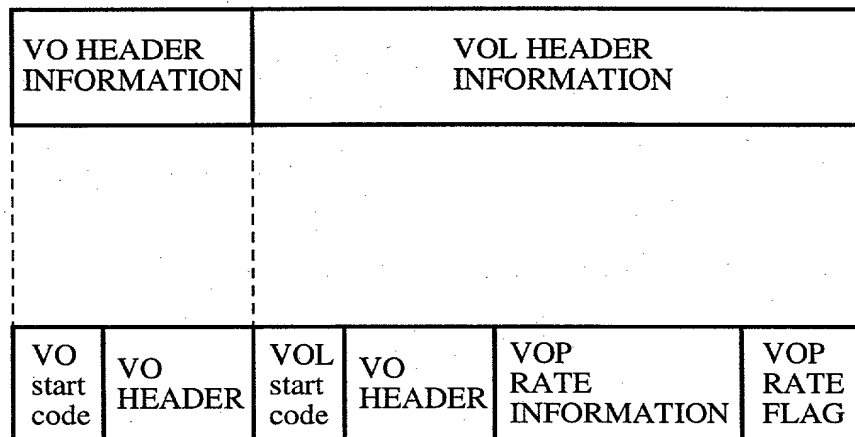 VO HEADER
INFORMATION
VOL HEADER
INFORMATION
VO
start
code
VO
HEADER
VOL
start
code
VO
HEADER
VOP
RATE
INFORMATION
VOP
RATE
FLAG